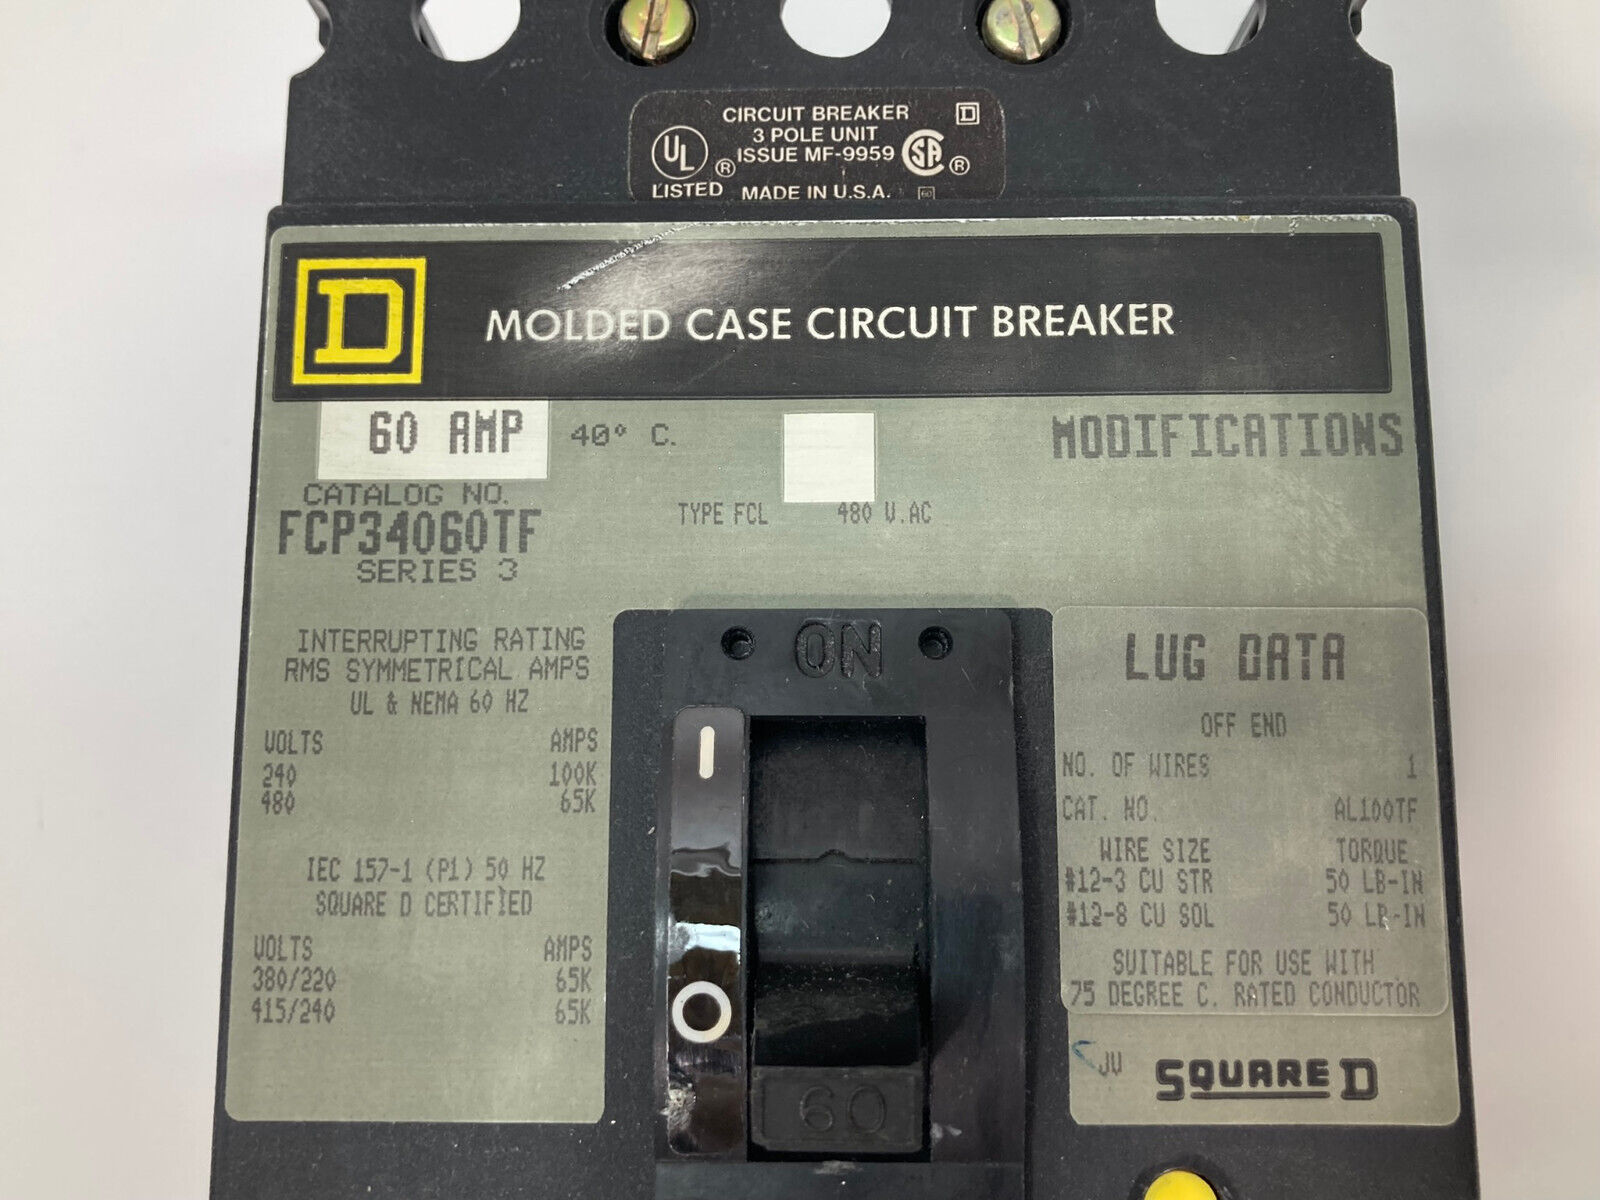 CIRCUIT BREAKER D
3 POLE UNIT
UL ® ISSUE MF-9959 SA ®
LISTED MADE IN U.S.A. 60
D MOLDED CASE CIRCUIT BREAKER
60 AMP 40° C. MODIFICATIONS
CATALOG NO.
FCP34060TF TYPE FCL 480 V.AC
SERIES 3
INTERRUPTING RATING
RMS SYMMETRICAL AMPS
UL & NEMA 60 HZ
VOLTS AMPS
240 100K
480 65K
IEC 157-1 (P1) 50 HZ
SQUARE D CERTIFIED
VOLTS AMPS
380/220 65K
415/240 65K
ON
I
O
60
LUG DATA
OFF END
NO. OF WIRES 1
CAT. NO. AL100TF
WIRE SIZE TORQUE
#12-3 CU STR 50 LB-IN
#12-8 CU SOL 50 LB-IN
SUITABLE FOR USE WITH
75 DEGREE C. RATED CONDUCTOR
JV SQUARE D